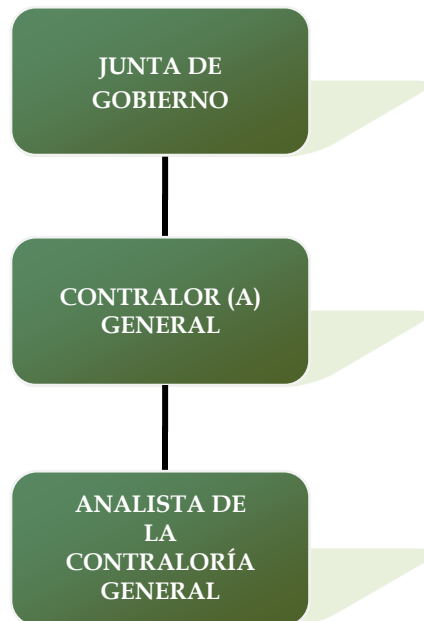 JUNTA DE
GOBIERNO
CONTRALOR (A)
GENERAL
ANALISTA DE
LA
CONTRALORÍA
GENERAL